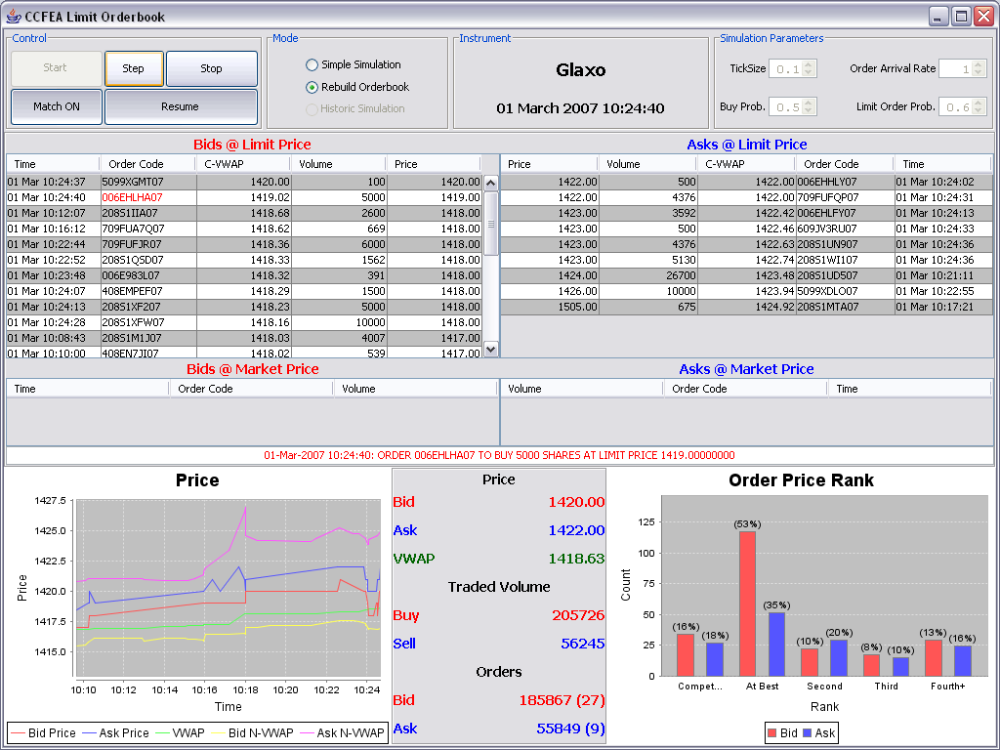 CCFEA Limit Orderbook
Control
Start Step Stop
Match ON Resume
Mode
Simple Simulation
Rebuild Orderbook
Historic Simulation
Instrument
Glaxo
01 March 2007 10:24:40
Simulation Parameters
TickSize 0.1 Order Arrival Rate 1
Buy Prob. 0.5 Limit Order Prob. 0.6
Bids @ Limit Price
Time Order Code C-VWAP Volume Price
01 Mar 10:24:37 5099XGMT07 1420.00 100 1420.00
01 Mar 10:24:40 006EHLHA07 1419.02 5000 1419.00
01 Mar 10:12:07 208S1IIA07 1418.68 2600 1418.00
01 Mar 10:16:12 709FUA7Q07 1418.62 669 1418.00
01 Mar 10:22:44 709FUFJR07 1418.36 6000 1418.00
01 Mar 10:22:52 208S1QSD07 1418.33 1562 1418.00
01 Mar 10:23:48 006E983L07 1418.32 391 1418.00
01 Mar 10:24:07 408EMPEF07 1418.29 1500 1418.00
01 Mar 10:24:13 208S1XF207 1418.23 5000 1418.00
01 Mar 10:24:28 208S1XFW07 1418.16 10000 1418.00
01 Mar 10:08:43 208S1M1J07 1418.03 4007 1417.00
01 Mar 10:10:00 408EN7JI07 1418.02 539 1417.00
Asks @ Limit Price
Price Volume C-VWAP Order Code Time
1422.00 500 1422.00 006EHHLY07 01 Mar 10:24:02
1422.00 4376 1422.00 709FUFQP07 01 Mar 10:24:31
1423.00 3592 1422.42 006EHLFY07 01 Mar 10:24:13
1423.00 500 1422.46 609JV3RU07 01 Mar 10:24:33
1423.00 4376 1422.63 208S1UN907 01 Mar 10:24:36
1423.00 5130 1422.74 208S1WI107 01 Mar 10:24:36
1424.00 26700 1423.48 208S1UD507 01 Mar 10:21:11
1426.00 10000 1423.94 5099XDLO07 01 Mar 10:22:55
1505.00 675 1424.92 208S1MTA07 01 Mar 10:17:21
Bids @ Market Price
Time Order Code Volume
Asks @ Market Price
Volume Order Code Time
01-Mar-2007 10:24:40: ORDER 006EHLHA07 TO BUY 5000 SHARES AT LIMIT PRICE 1419.00000000
Price
Price
1427.5
1425.0
1422.5
1420.0
1417.5
1415.0
10:10 10:12 10:14 10:16 10:18 10:20 10:22 10:24
Time
Bid Price Ask Price VWAP Bid N-VWAP Ask N-VWAP
Price
Bid 1420.00
Ask 1422.00
VWAP 1418.63
Traded Volume
Buy 205726
Sell 56245
Orders
Bid 185867 (27)
Ask 55849 (9)
Order Price Rank
Count
125
100
75
50
25
0
(16%) (18%) (53%) (35%) (10%) (20%) (8%) (10%) (13%) (16%)
Compet... At Best Second Third Fourth+
Rank
Bid Ask